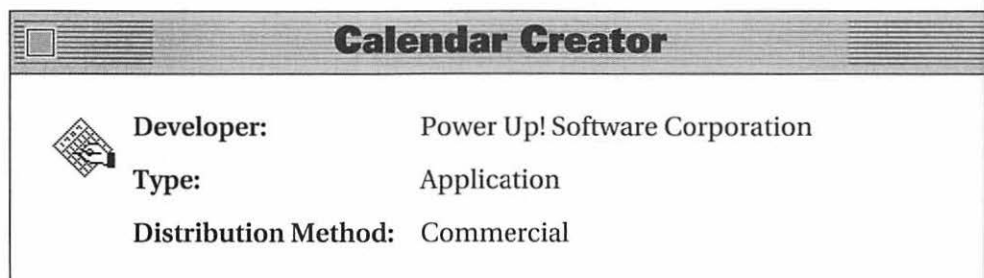 Calendar Creator
Developer: Power Up! Software Corporation
Type: Application
Distribution Method: Commercial